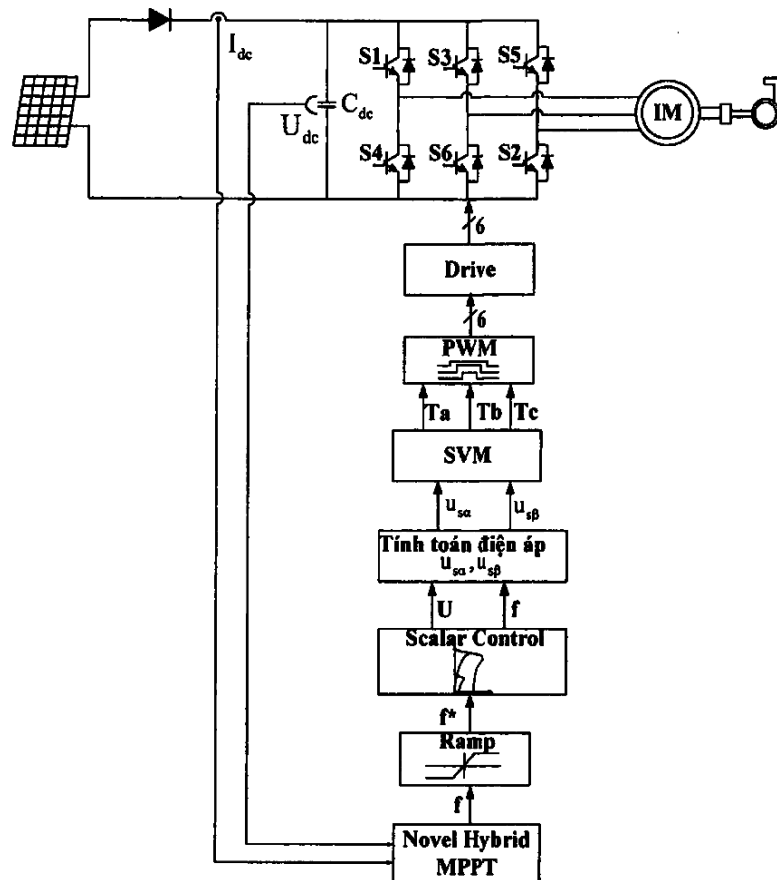 I_dc
S1
S3
S5
C_dc
U_dc
IM
S4
S6
S2
6
Drive
6
PWM
Ta
Tb
Tc
SVM
u_sα
u_sβ
Tính toán điện áp
u_sα, u_sβ
U
f
Scalar Control
f*
Ramp
f
Novel Hybrid
MPPT